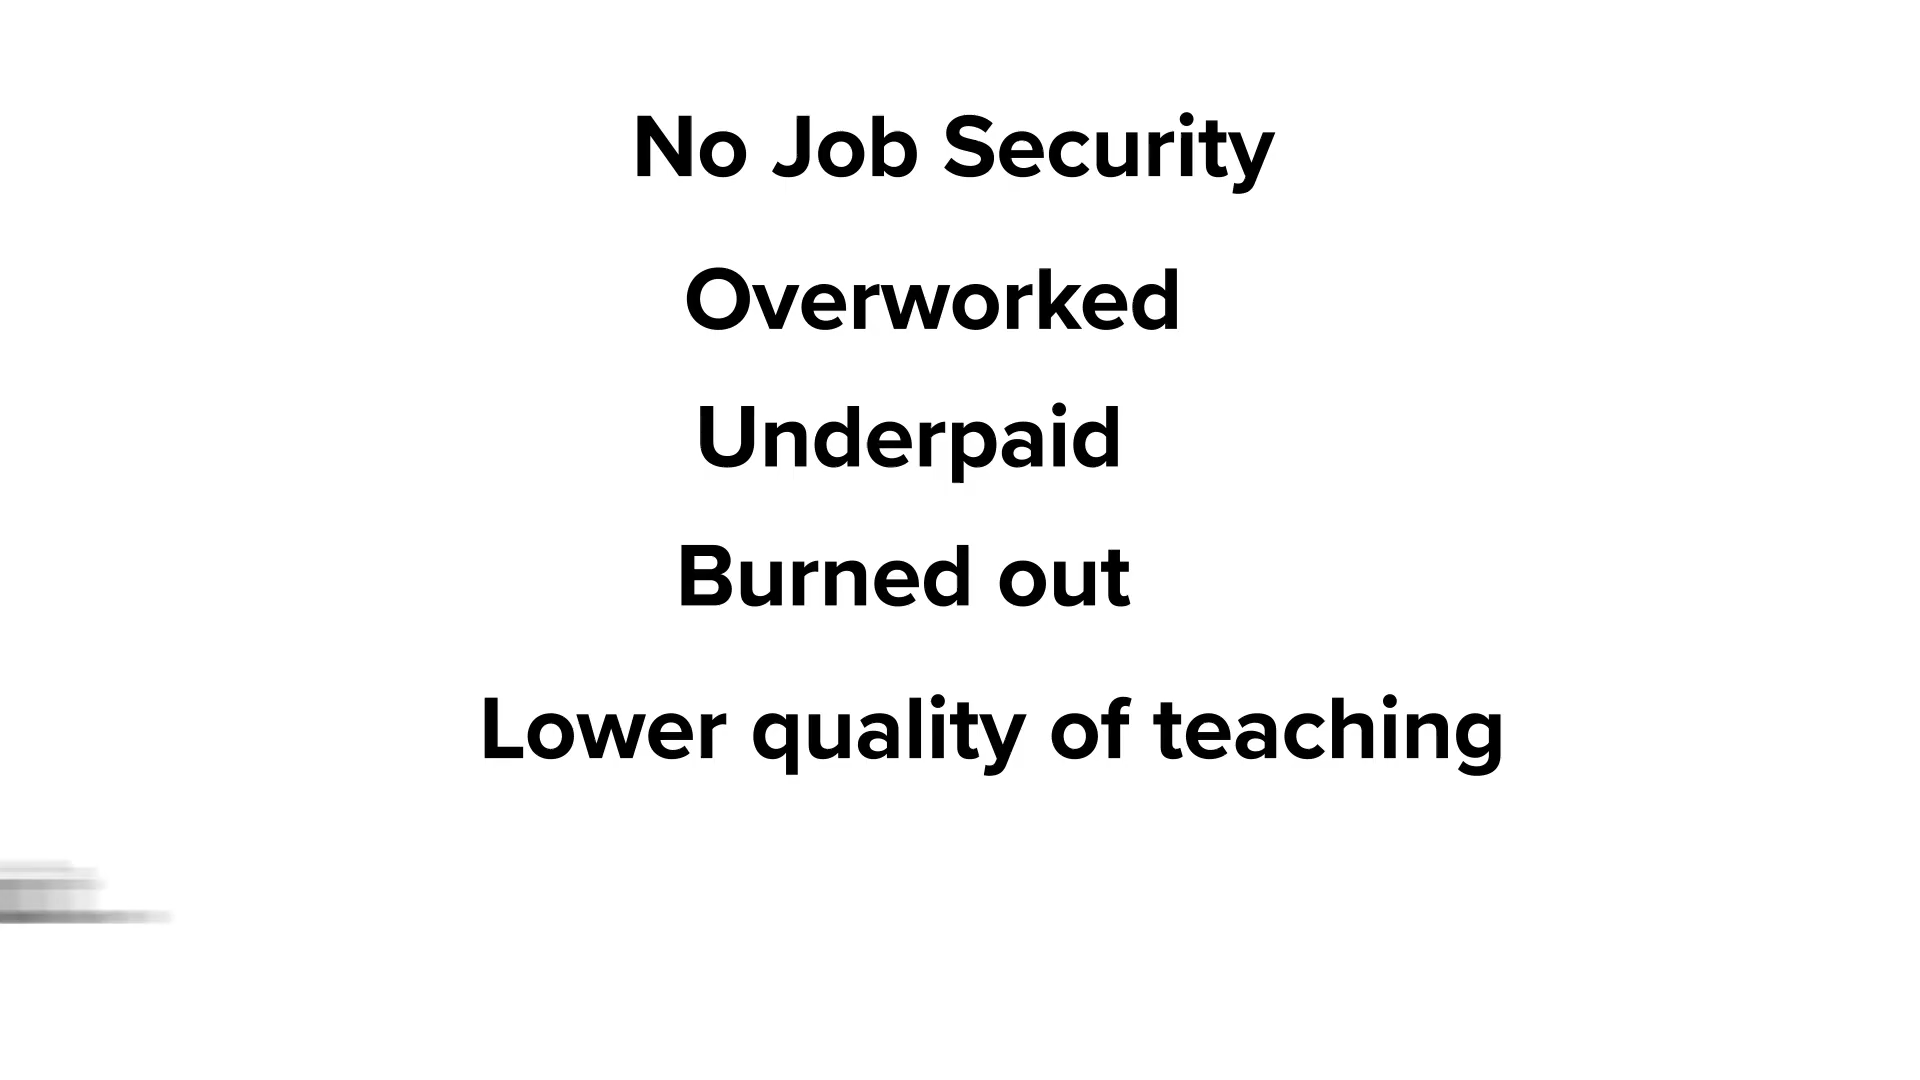 No Job Security
Overworked
Underpaid
Burned out
Lower quality of teaching